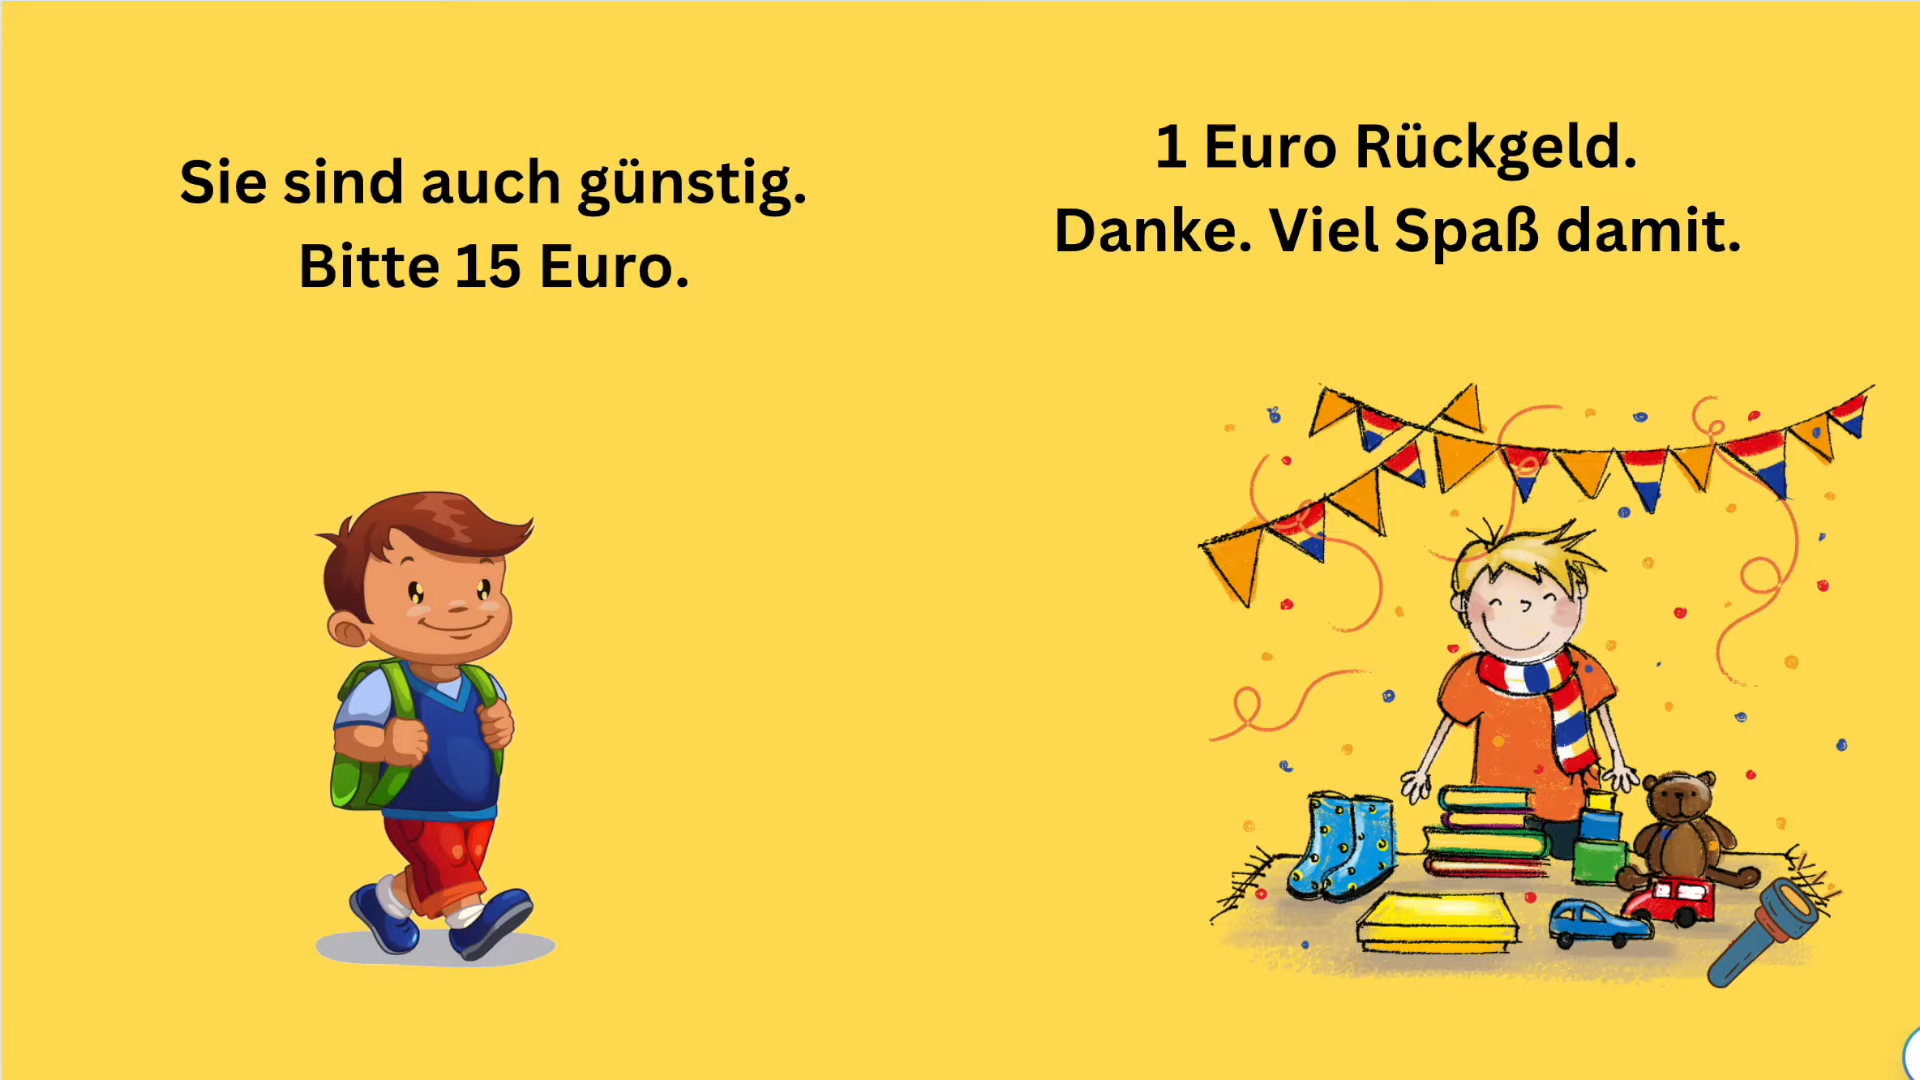 Sie sind auch günstig.
Bitte 15 Euro.
1 Euro Rückgeld.
Danke. Viel Spaß damit.